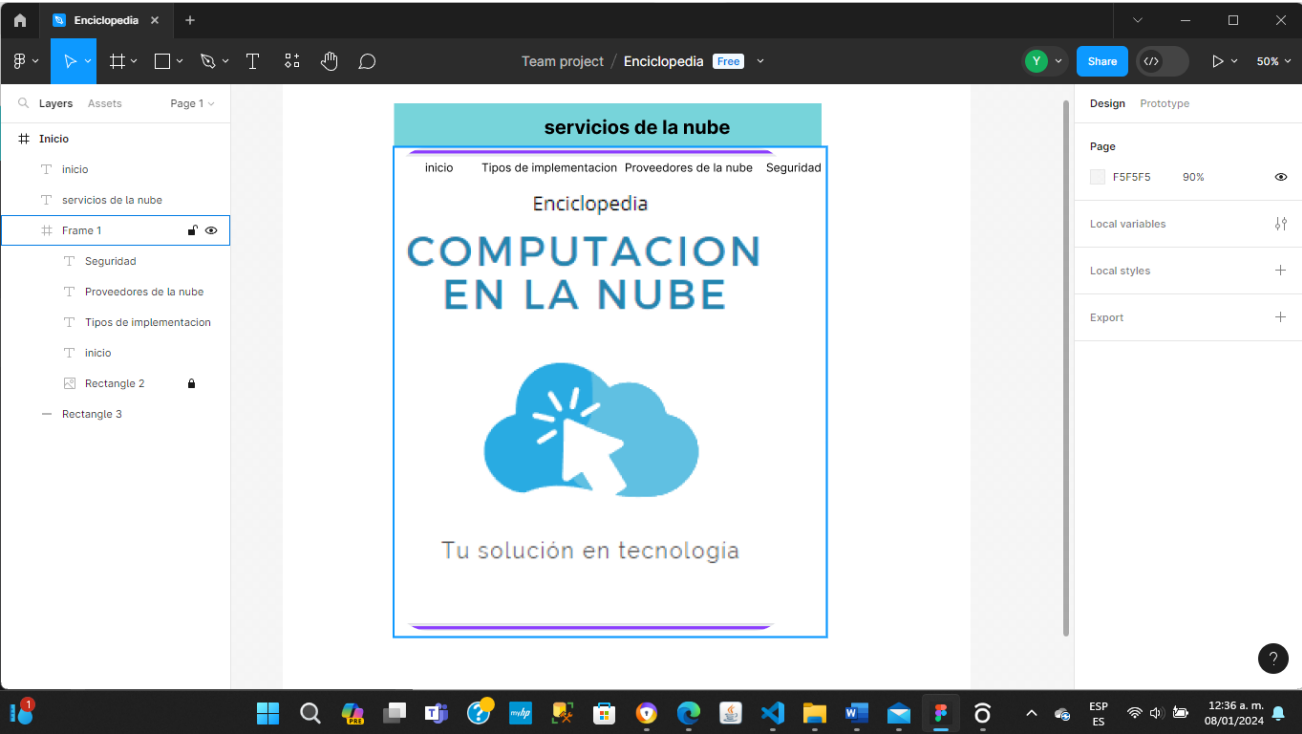 Enciclopedia
Team project / Enciclopedia Free
Y
Share
50%
Layers Assets Page 1
Inicio
inicio
servicios de la nube
Frame 1
Seguridad
Proveedores de la nube
Tipos de implementacion
inicio
Rectangle 2
Rectangle 3
servicios de la nube
inicio Tipos de implementacion Proveedores de la nube Seguridad
Enciclopedia
COMPUTACION
EN LA NUBE
Tu solución en tecnologia
Design Prototype
Page
F5F5F5 90%
Local variables
Local styles
Export
?
1
PRE
T
?
myhp
W
ESP
ES
12:36 a. m.
08/01/2024